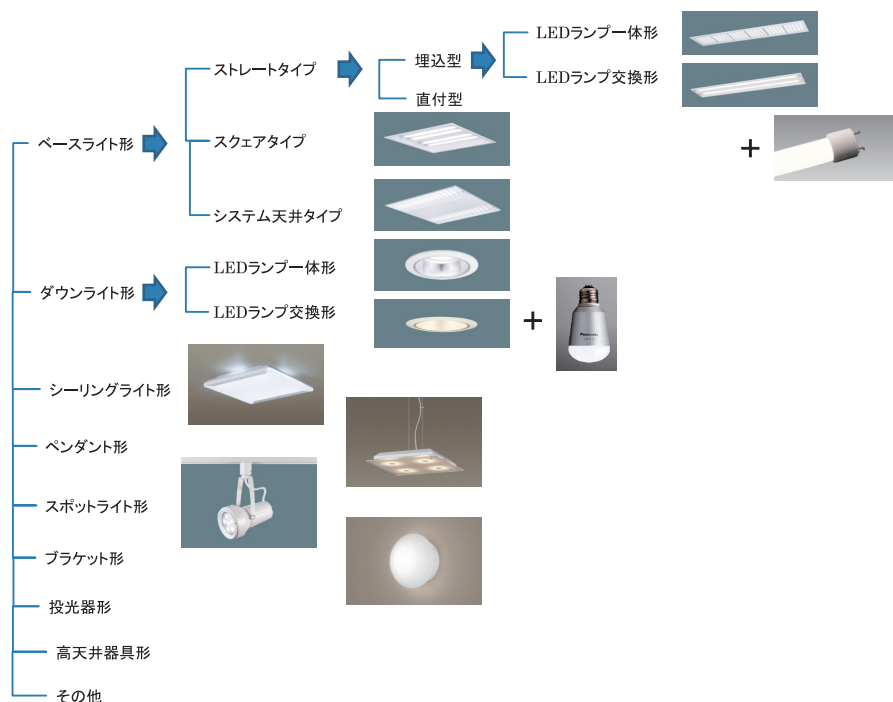 LEDランプ一体形
ストレートタイプ
埋込型
LEDランプ交換形
直付型
ベースライト形
スクェアタイプ
+
システム天井タイプ
LEDランプ一体形
ダウンライト形
LEDランプ交換形
+
Panasonic
シーリングライト形
ペンダント形
スポットライト形
ブラケット形
投光器形
高天井器具形
その他